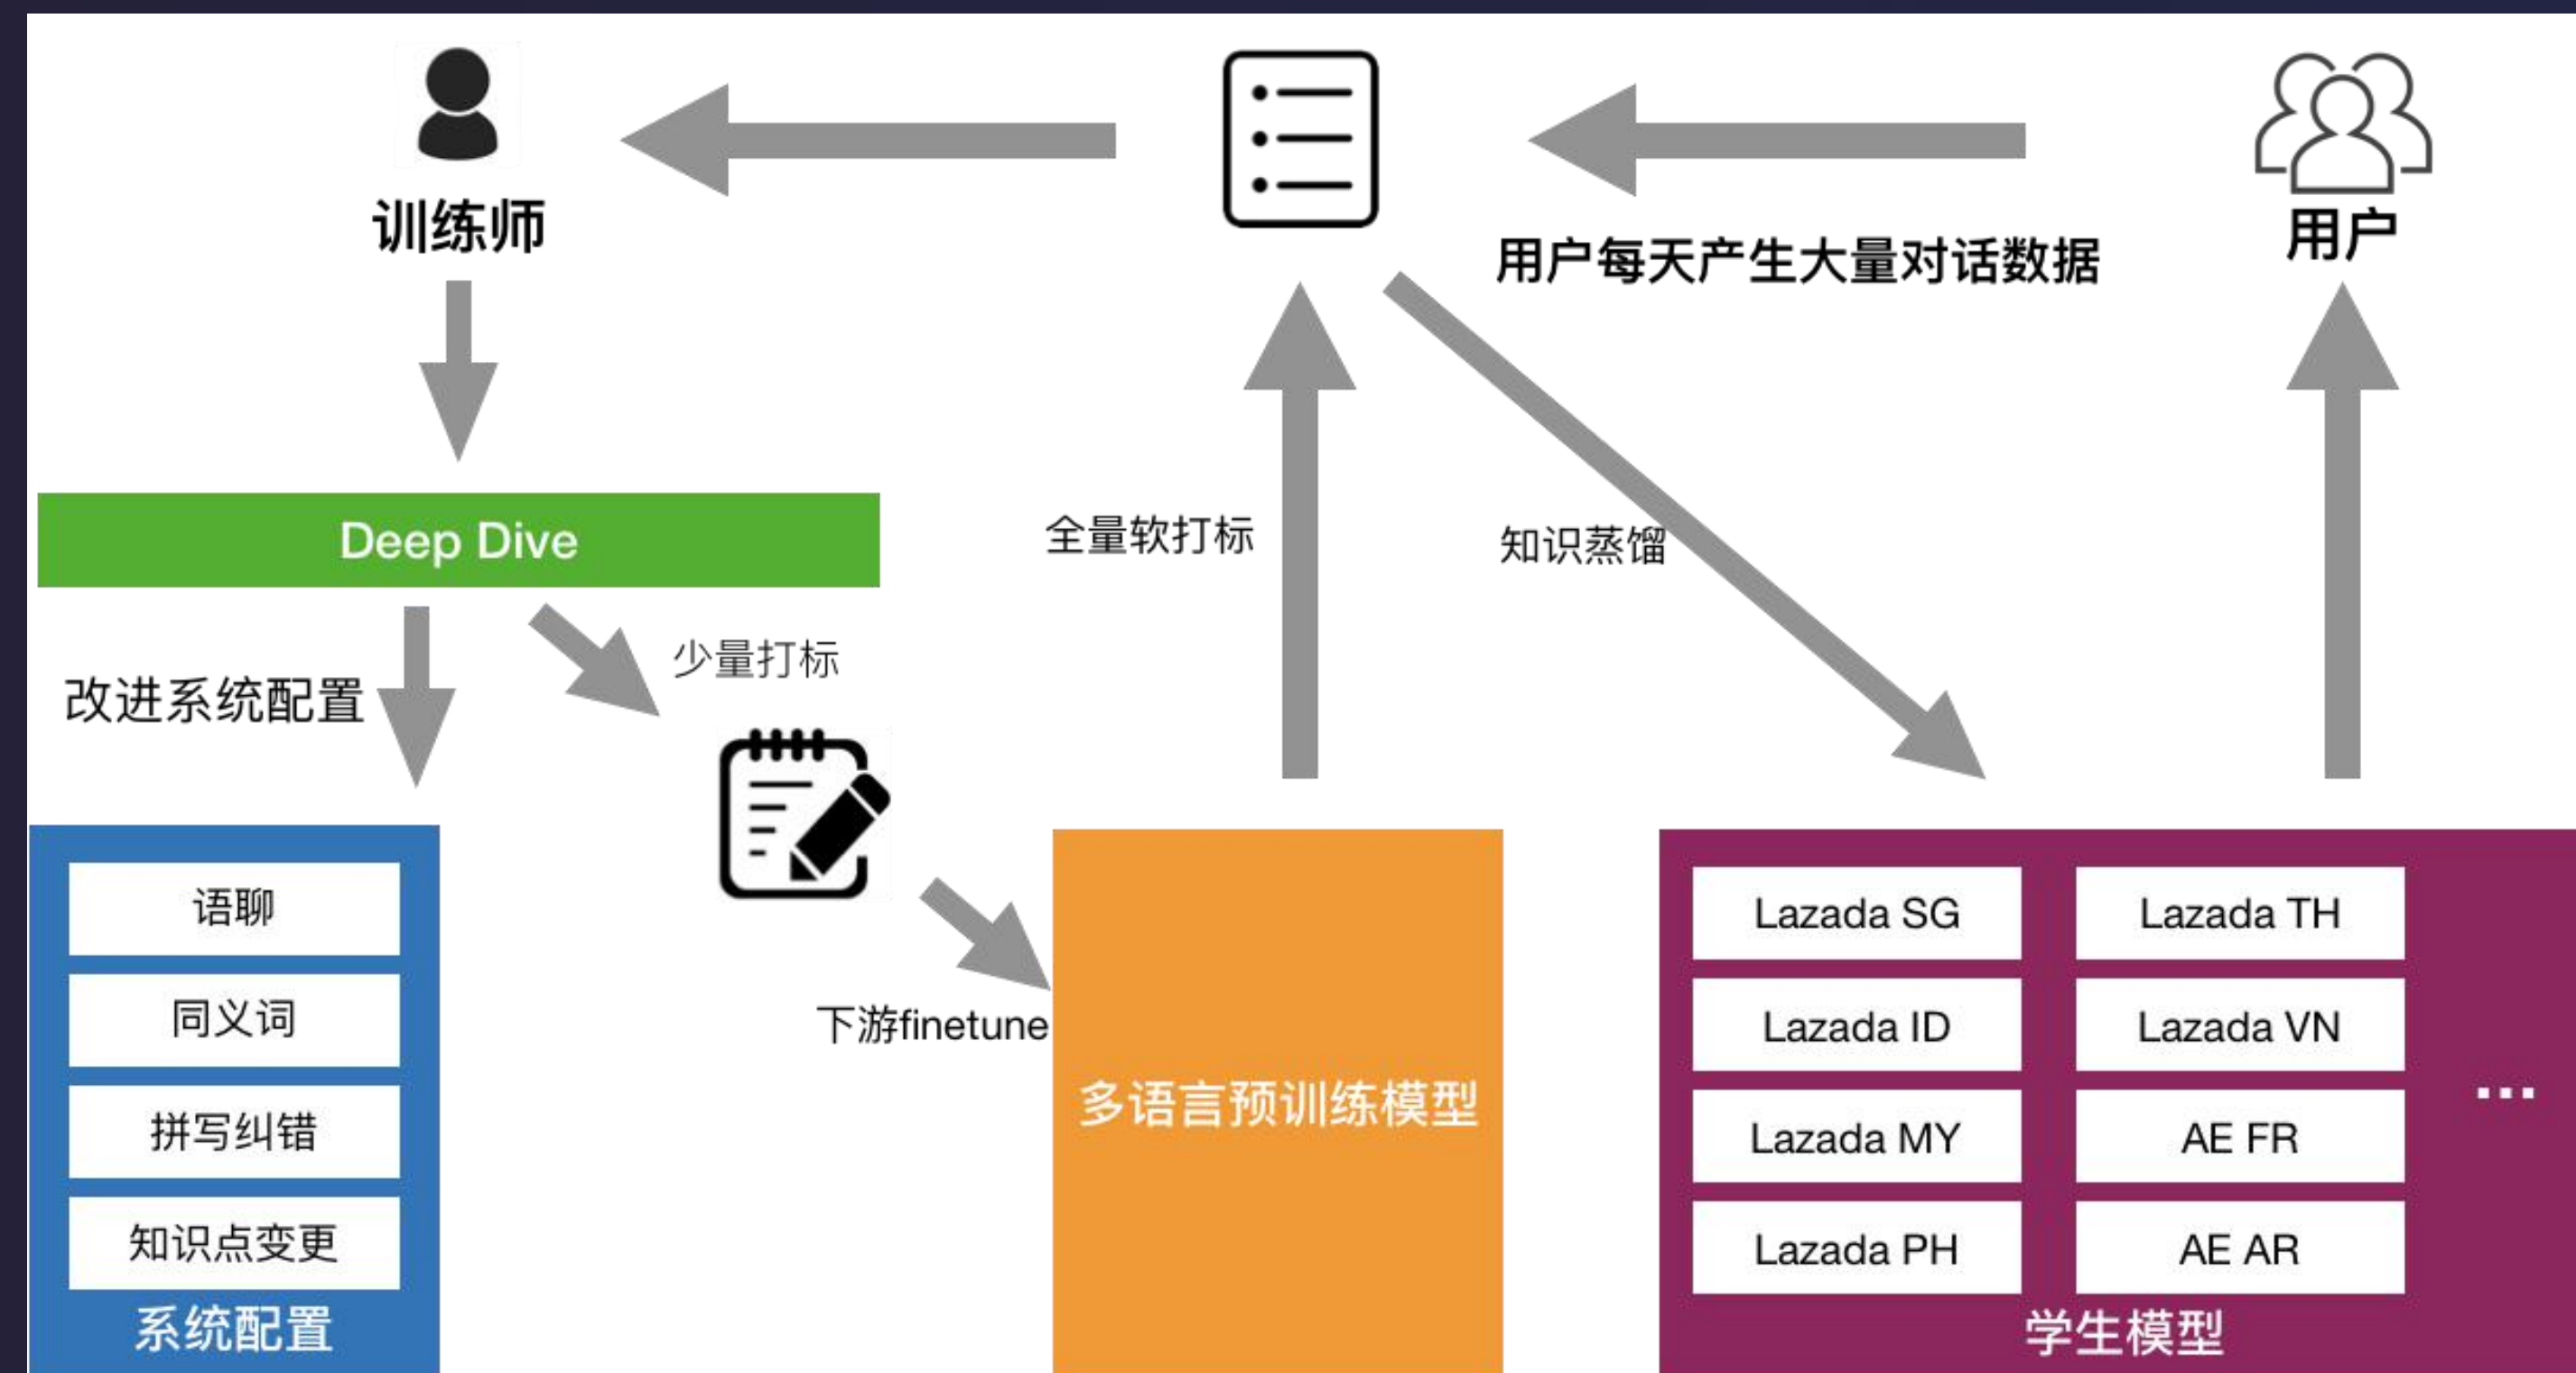 训练师
用户
用户每天产生大量对话数据
Deep Dive
全量软打标
知识蒸馏
少量打标
改进系统配置
下游finetune
语聊
同义词
拼写纠错
知识点变更
系统配置
多语言预训练模型
Lazada SG
Lazada TH
Lazada ID
Lazada VN
Lazada MY
AE FR
Lazada PH
AE AR
...
学生模型